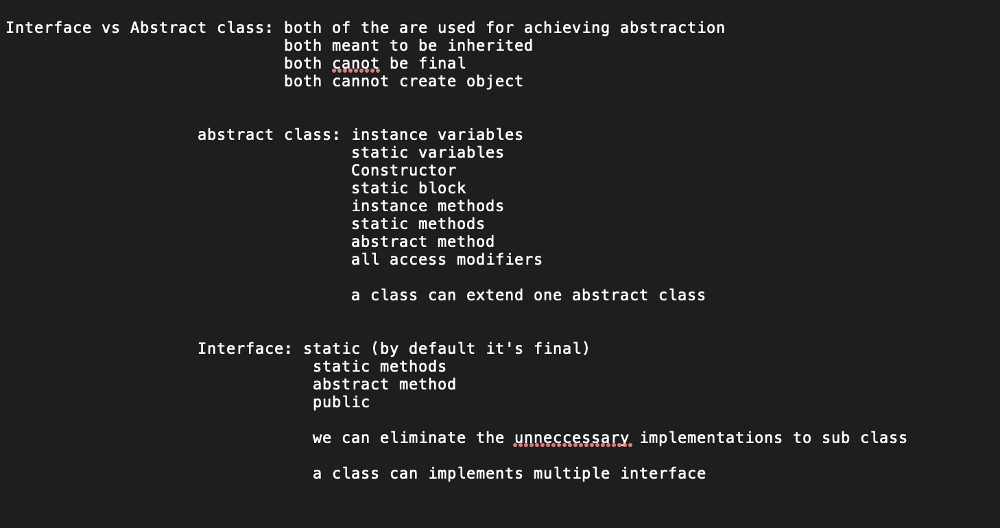 Interface vs Abstract class: both of the are used for achieving abstraction
both meant to be inherited
both canot be final
both cannot create object
abstract class: instance variables
static variables
Constructor
static block
instance methods
static methods
abstract method
all access modifiers
a class can extend one abstract class
Interface: static (by default it's final)
static methods
abstract method
public
we can eliminate the unneccessary implementations to sub class
a class can implements multiple interface